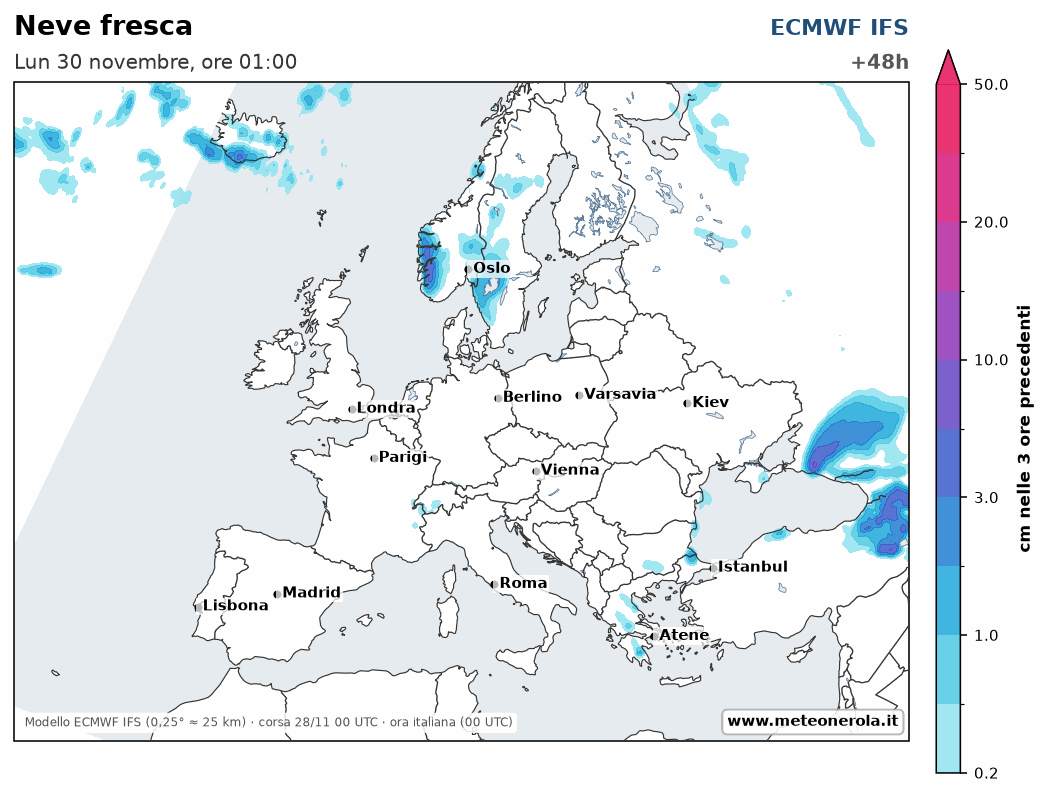 Neve fresca
ECMWF IFS
Lun 30 novembre, ore 01:00
+48h
50.0
20.0
10.0
3.0
1.0
0.2
cm nelle 3 ore precedenti
Oslo
Berlino
Varsavia
Kiev
Londra
Parigi
Vienna
Istanbul
Roma
Madrid
Lisbona
Atene
Modello ECMWF IFS (0,25° ≈ 25 km) · corsa 28/11 00 UTC · ora italiana (00 UTC)
www.meteonerola.it